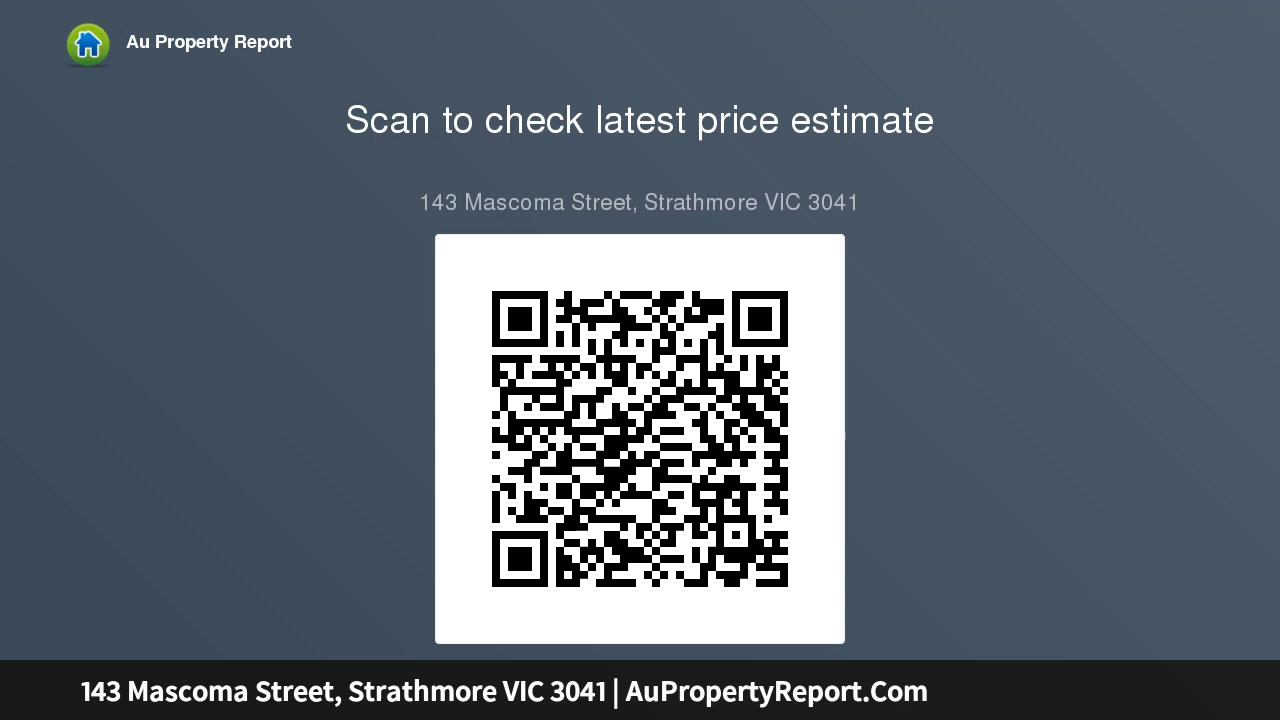 Au Property Report
Scan to check latest price estimate
143 Mascoma Street, Strathmore VIC 3041
143 Mascoma Street, Strathmore VIC 3041 | AuPropertyReport.Com